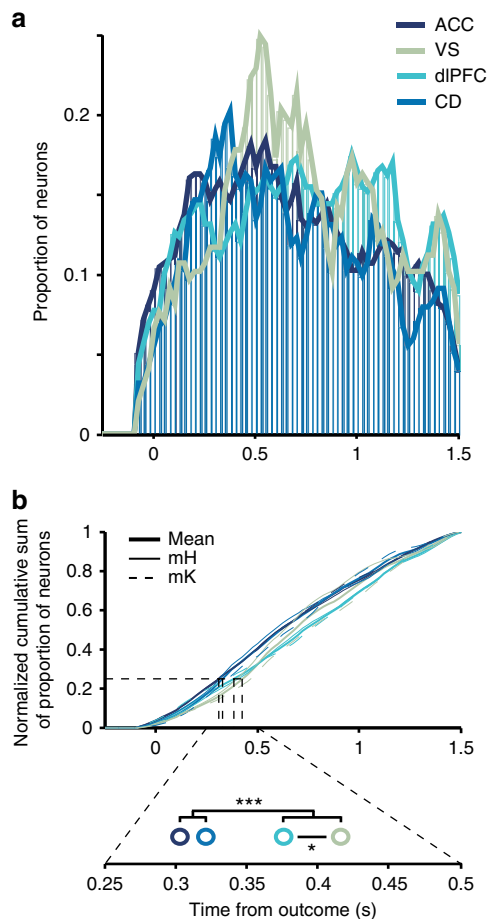 a
ACC
VS
dlPFC
CD
Proportion of neurons
0.2
0.1
0
0
0.5
1
1.5
b
Normalized cumulative sum
of proportion of neurons
1
0.8
0.6
0.4
0.2
0
Mean
mH
mK
0
0.5
1
1.5
***
*
0.25
0.3
0.35
0.4
0.45
0.5
Time from outcome (s)